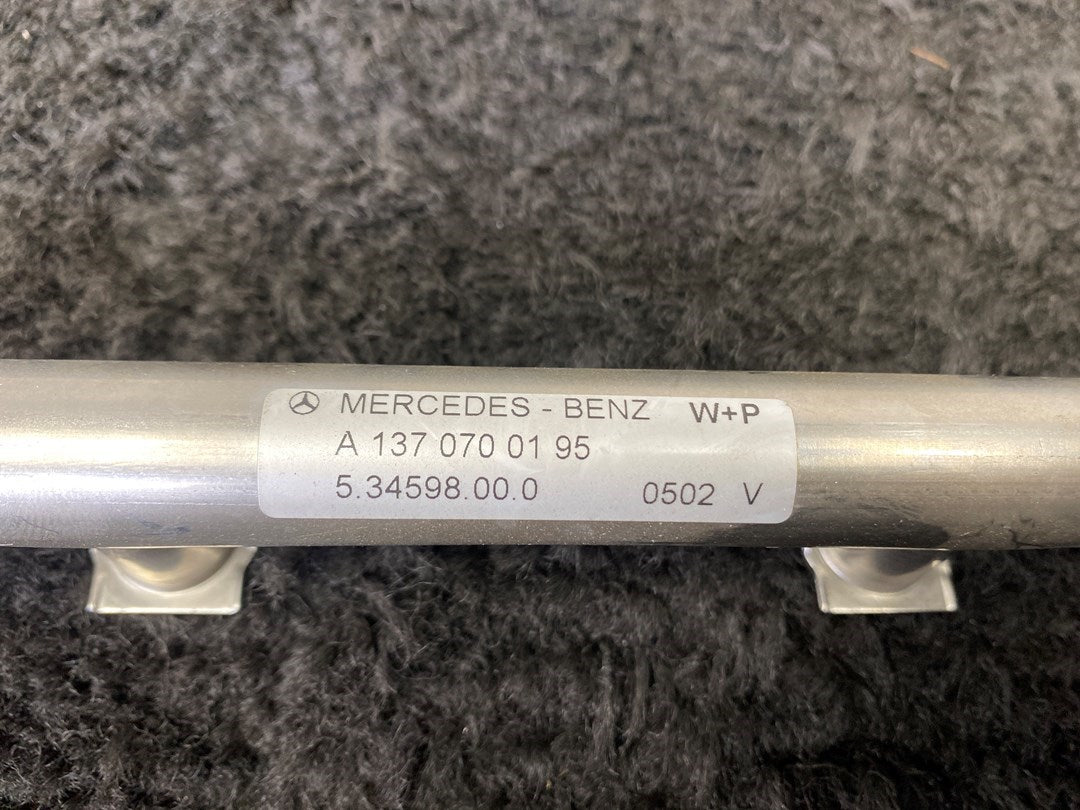 MERCEDES - BENZ W+P
A 137 070 01 95
5.34598.00.0 0502 V